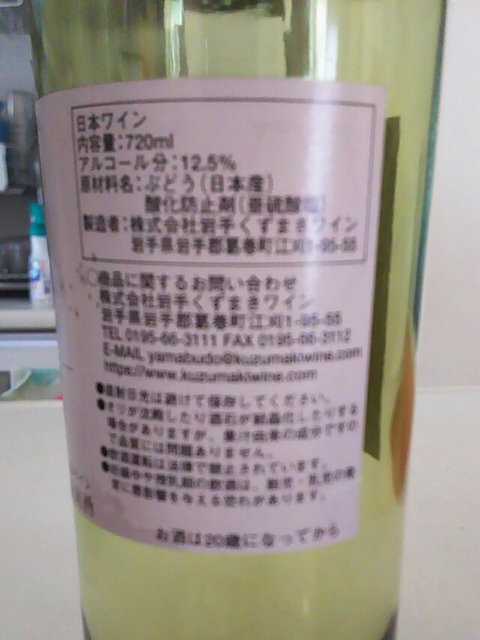 日本ワイン
内容量:720ml
アルコール分:12.5%
原材料名:ぶどう(日本産)
酸化防止剤(亜硫酸塩)
製造者:株式会社岩手くずまきワイン
岩手県岩手郡葛巻町江刈1-95-55
商品に関するお問い合わせ
株式会社岩手くずまきワイン
岩手県岩手郡葛巻町江刈1-95-55
TEL 0195-66-3111 FAX 0195-66-3112
E-MAIL yamabudo@kuzumakiwine.com
https://www.kuzumakiwine.com
●直射日光は避けて保存してください。
●オリが沈殿したり酒石が結晶化したりする
場合がありますが、果汁由来の成分ですの
で品質には問題ありません。
●飲酒運転は法律で禁止されています。
●妊娠中や授乳期の飲酒は、胎児・乳児の発
育に悪影響を与える恐れがあります。
お酒は20歳になってから